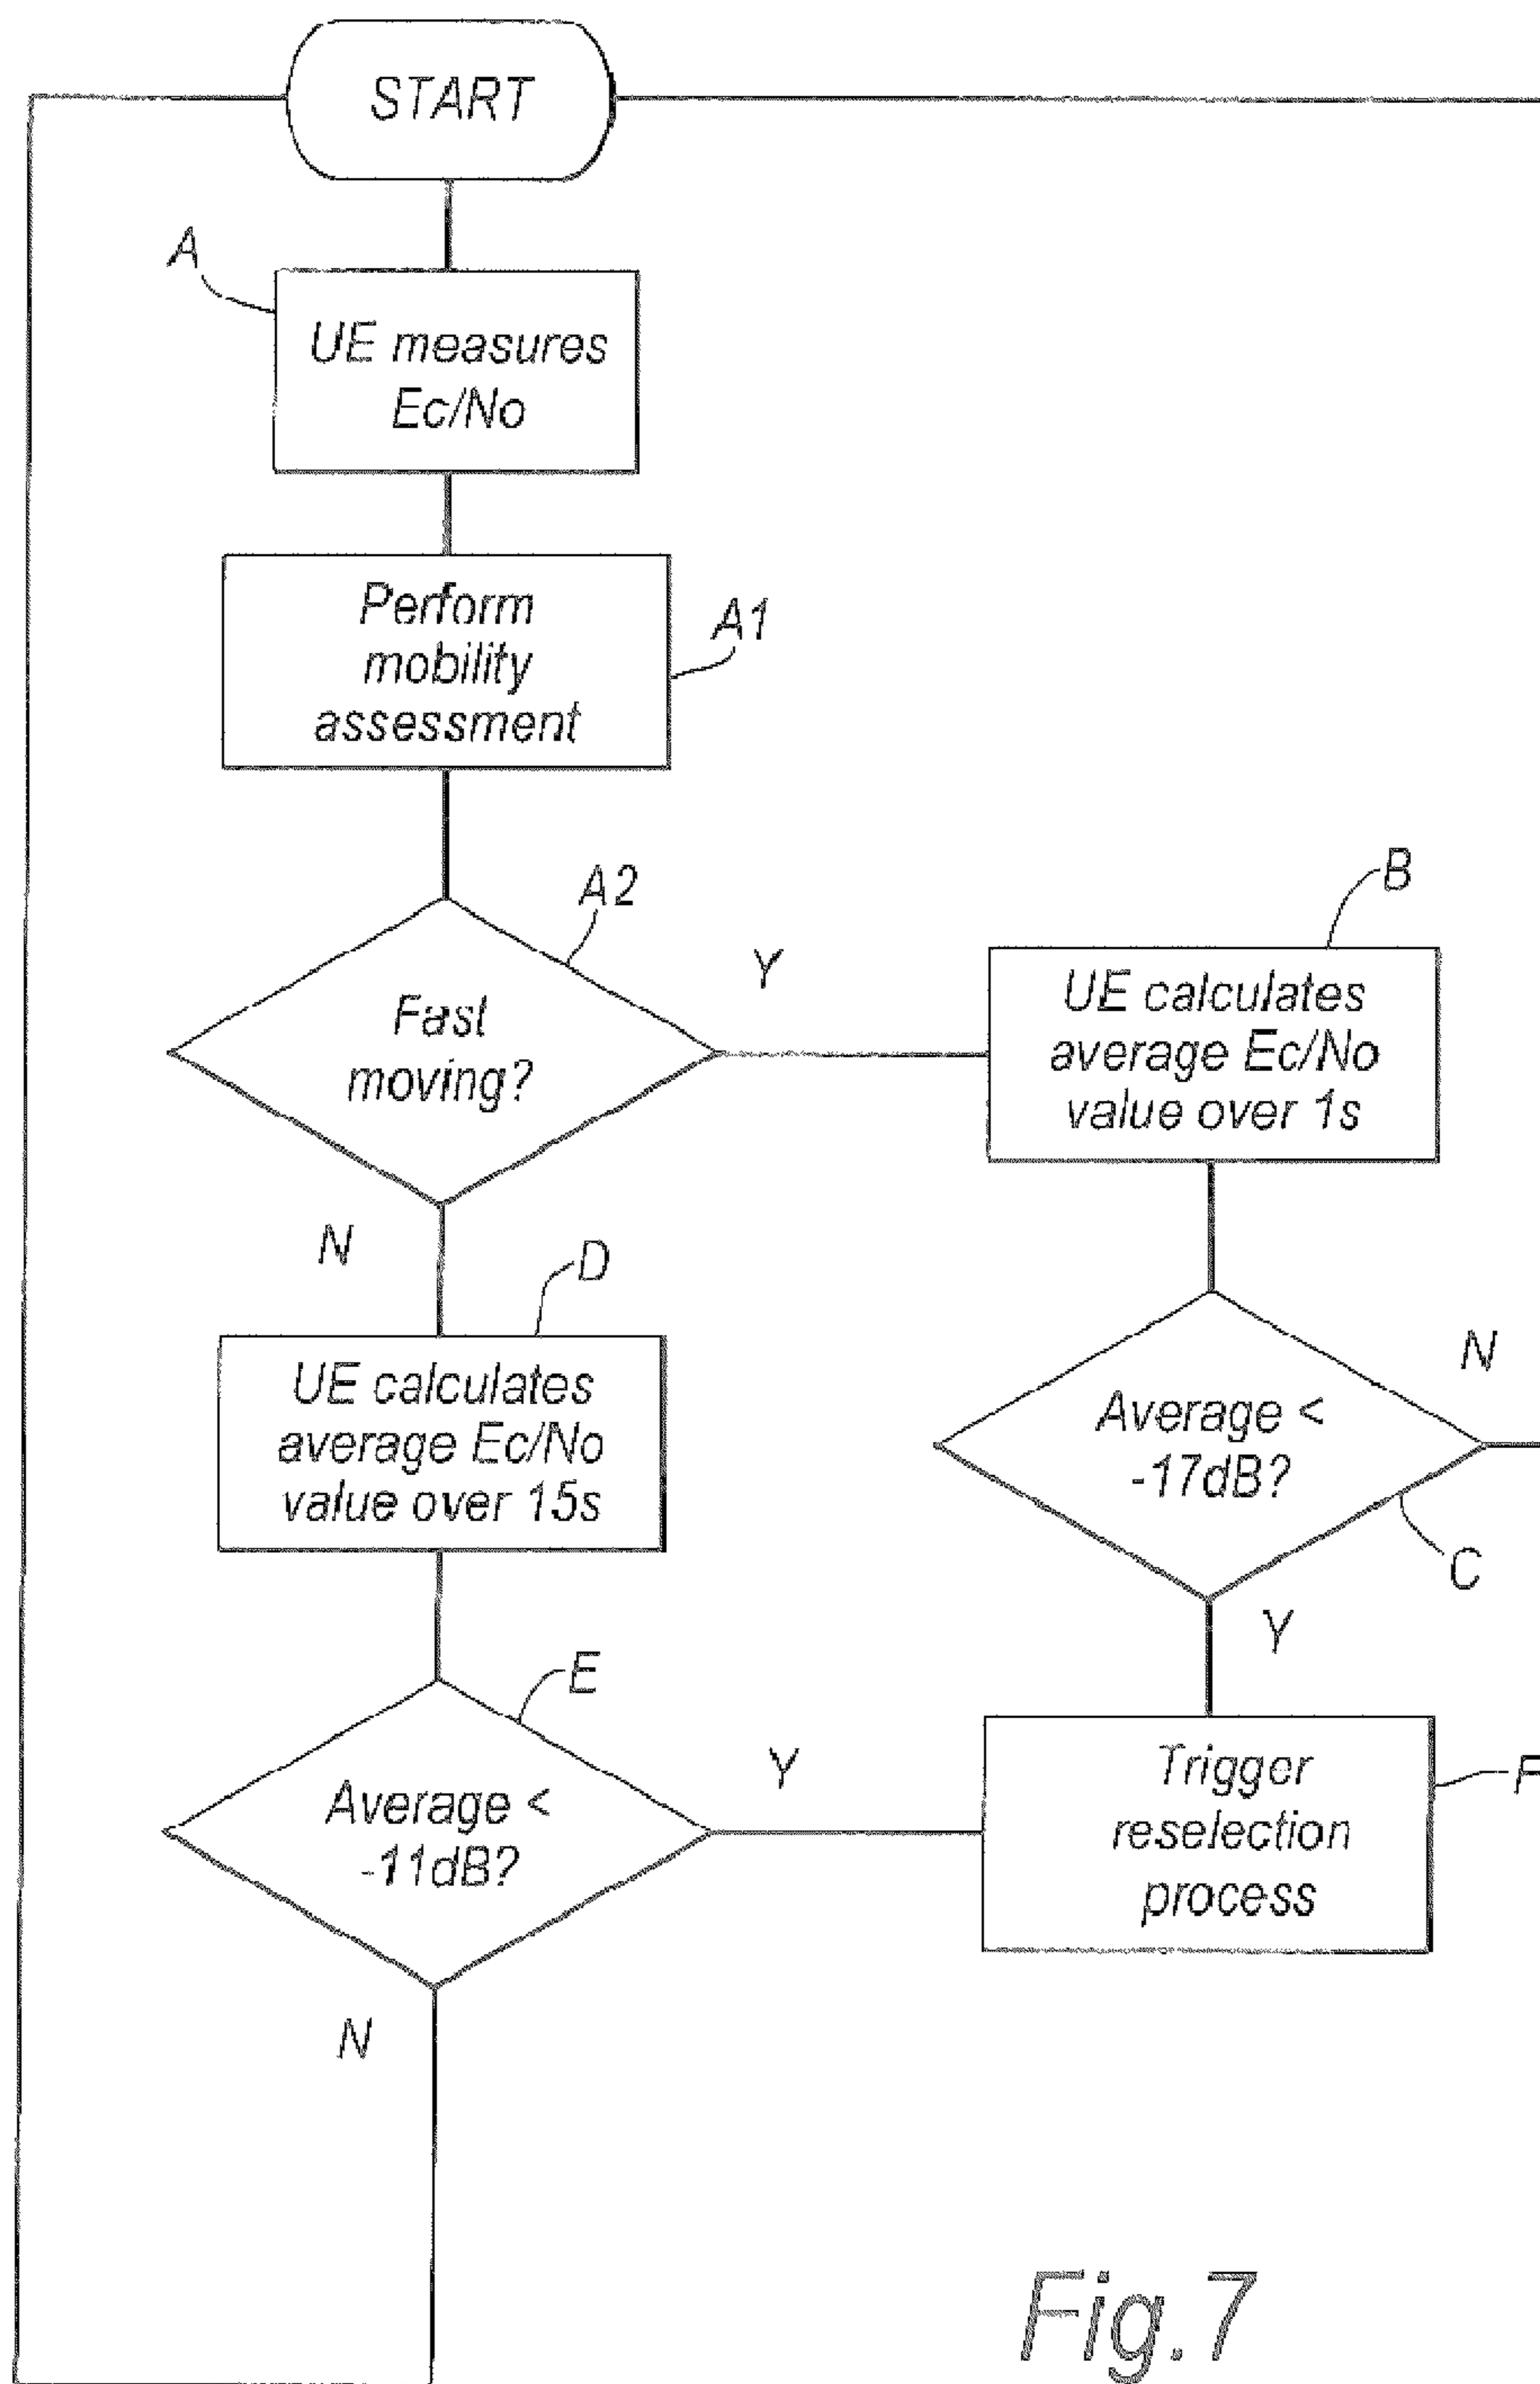 START
A
UE measures
Ec/No
Perform
mobility
assessment
A1
A2
Fast
moving?
Y
B
UE calculates
average Ec/No
value over 1s
N
D
UE calculates
average Ec/No
value over 15s
Average <
-17dB?
N
C
Y
E
Average <
-11dB?
Y
Trigger
reselection
process
F
N
Fig.7